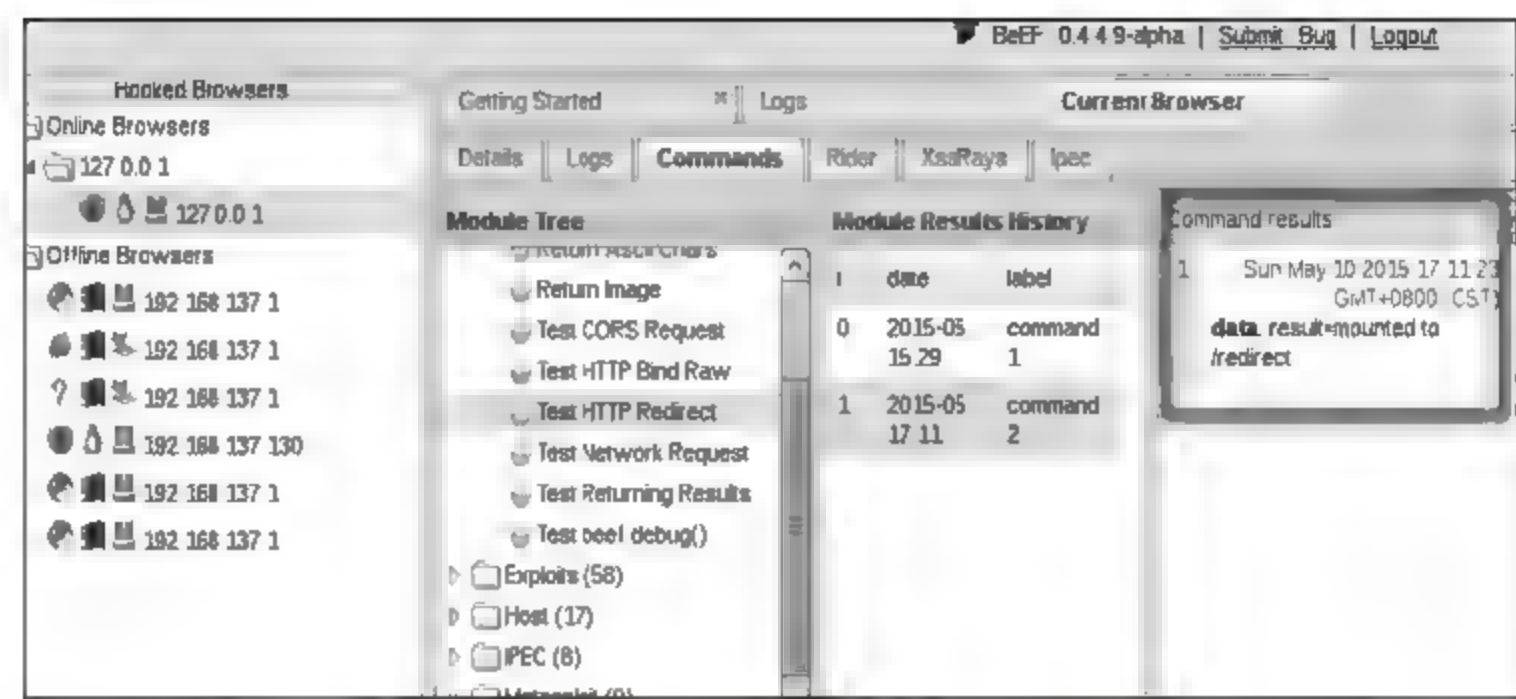 BeEF 0.4.4.9-alpha | Submit Bug | Logout
Hooked Browsers
Getting Started
Logs
Current Browser
Online Browsers
127.0.0.1
127.0.0.1
Offline Browsers
192.168.137.1
192.168.137.1
192.168.137.1
192.168.137.130
192.168.137.1
192.168.137.1
Details
Logs
Commands
Rider
XssRays
Ipec
Module Tree
Return Ascii Chars
Return Image
Test CORS Request
Test HTTP Bind Raw
Test HTTP Redirect
Test Network Request
Test Returning Results
Test beef.debug()
Exploits (58)
Host (17)
IPEC (8)
Metasploit (0)
Module Results History
i date label
0 2015-05 command
15:29 1
1 2015-05 command
17:11 2
Command results
1 Sun May 10 2015 17:11:23
GMT+0800 (CST)
data: result=mounted to
/redirect